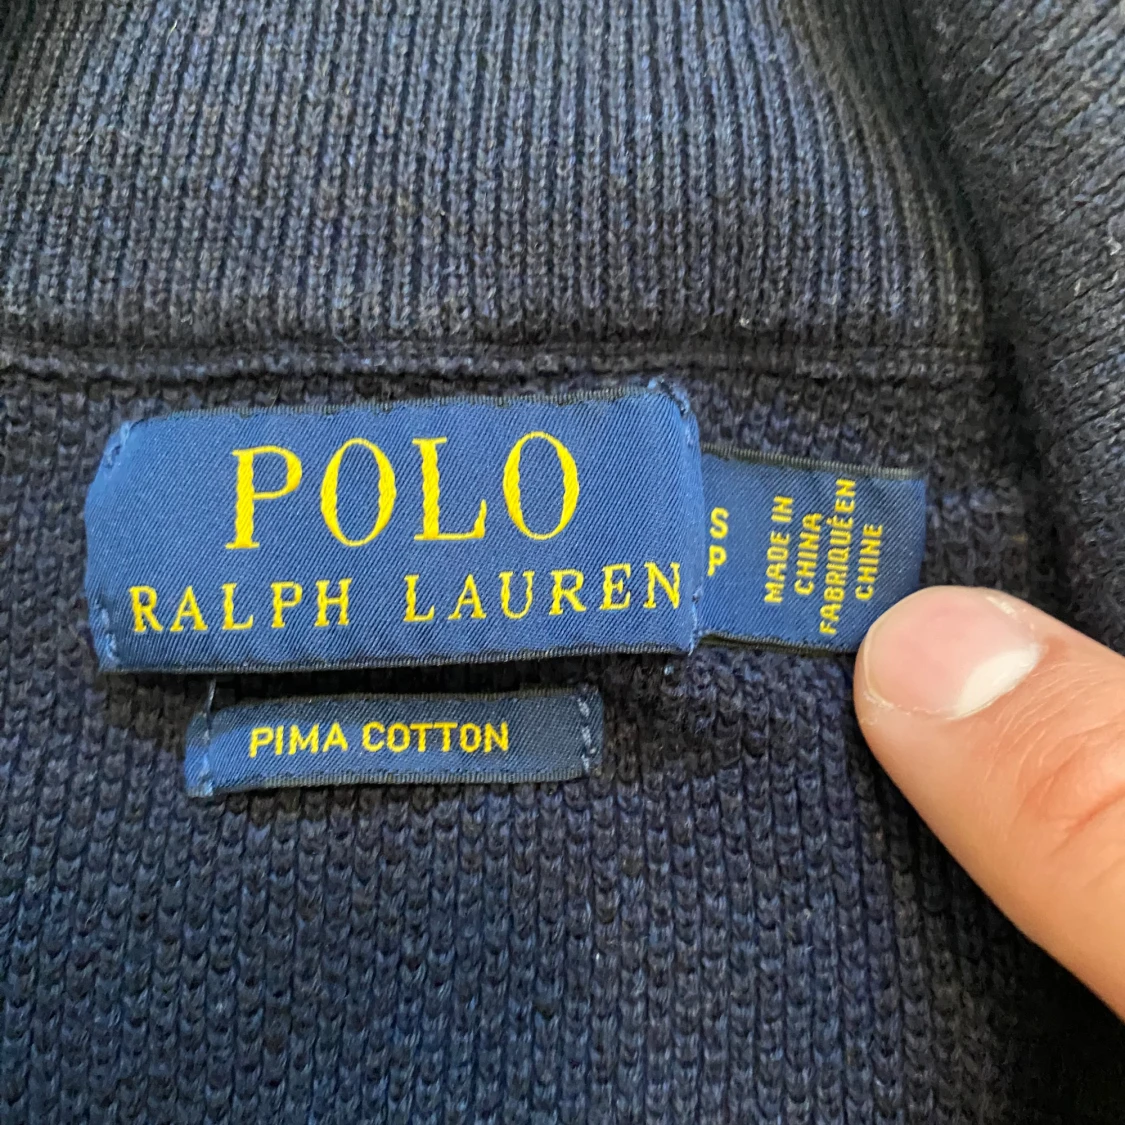 POLO
RALPH LAUREN
S P
MADE IN
CHINA
FABRIQUÉ EN
CHINE
PIMA COTTON